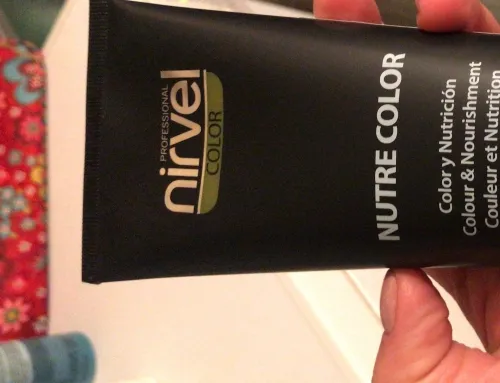 PROFESSIONAL
nirvel
COLOR
NUTRE COLOR
Color y Nutrición
Colour & Nourishment
Couleur et Nutrition